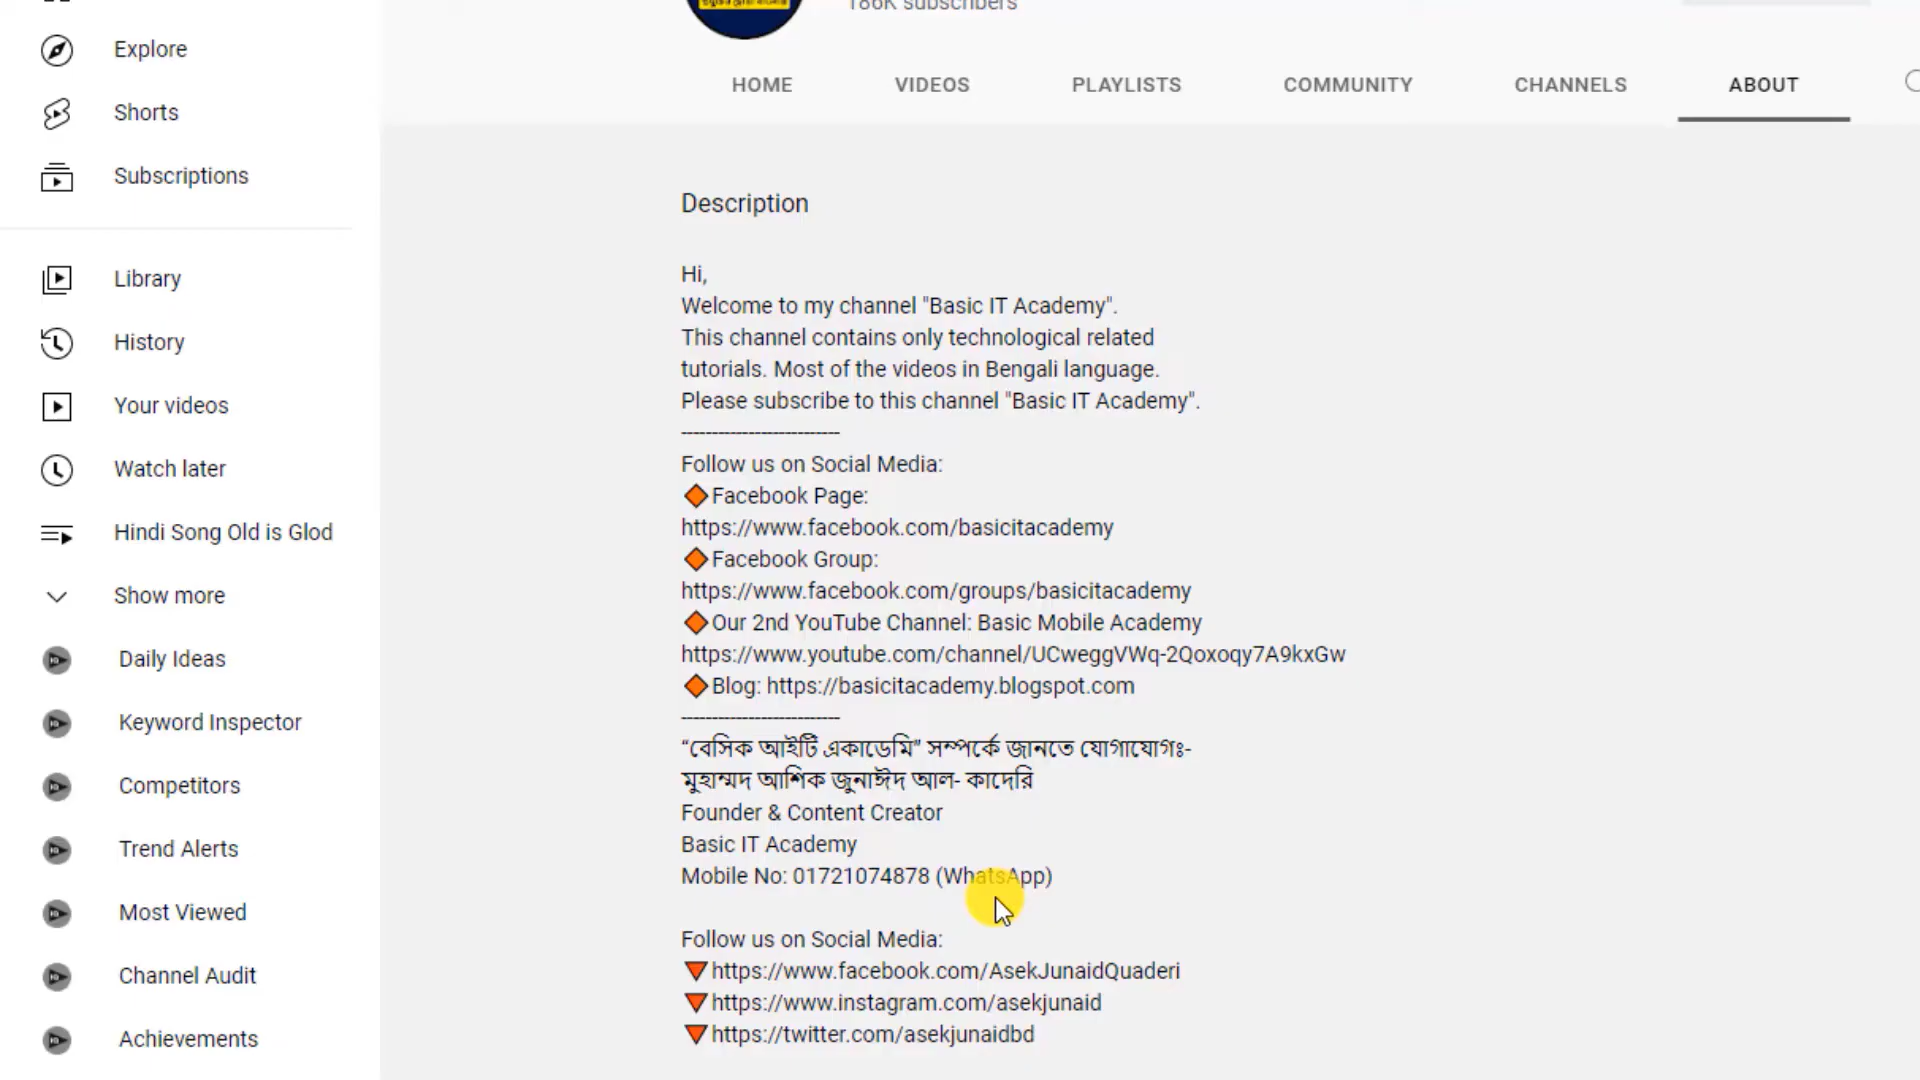 186K subscribers
HOME
VIDEOS
PLAYLISTS
COMMUNITY
CHANNELS
ABOUT
Explore
Shorts
Subscriptions
Library
History
Your videos
Watch later
Hindi Song Old is Glod
Show more
Daily Ideas
Keyword Inspector
Competitors
Trend Alerts
Most Viewed
Channel Audit
Achievements
Description
Hi,
Welcome to my channel "Basic IT Academy".
This channel contains only technological related
tutorials. Most of the videos in Bengali language.
Please subscribe to this channel "Basic IT Academy".
--------------------------
Follow us on Social Media:
🔶Facebook Page:
https://www.facebook.com/basicitacademy
🔶Facebook Group:
https://www.facebook.com/groups/basicitacademy
🔶Our 2nd YouTube Channel: Basic Mobile Academy
https://www.youtube.com/channel/UCweggVWq-2Qoxoqy7A9kxGw
🔶Blog: https://basicitacademy.blogspot.com
--------------------------
“বেসিক আইটি একাডেমি” সম্পর্কে জানতে যোগাযোগঃ-
মুহাম্মদ আশিক জুনাঈদ আল- কাদেরি
Founder & Content Creator
Basic IT Academy
Mobile No: 01721074878 (WhatsApp)
Follow us on Social Media:
🔻https://www.facebook.com/AsekJunaidQuaderi
🔻https://www.instagram.com/asekjunaid
🔻https://twitter.com/asekjunaidbd